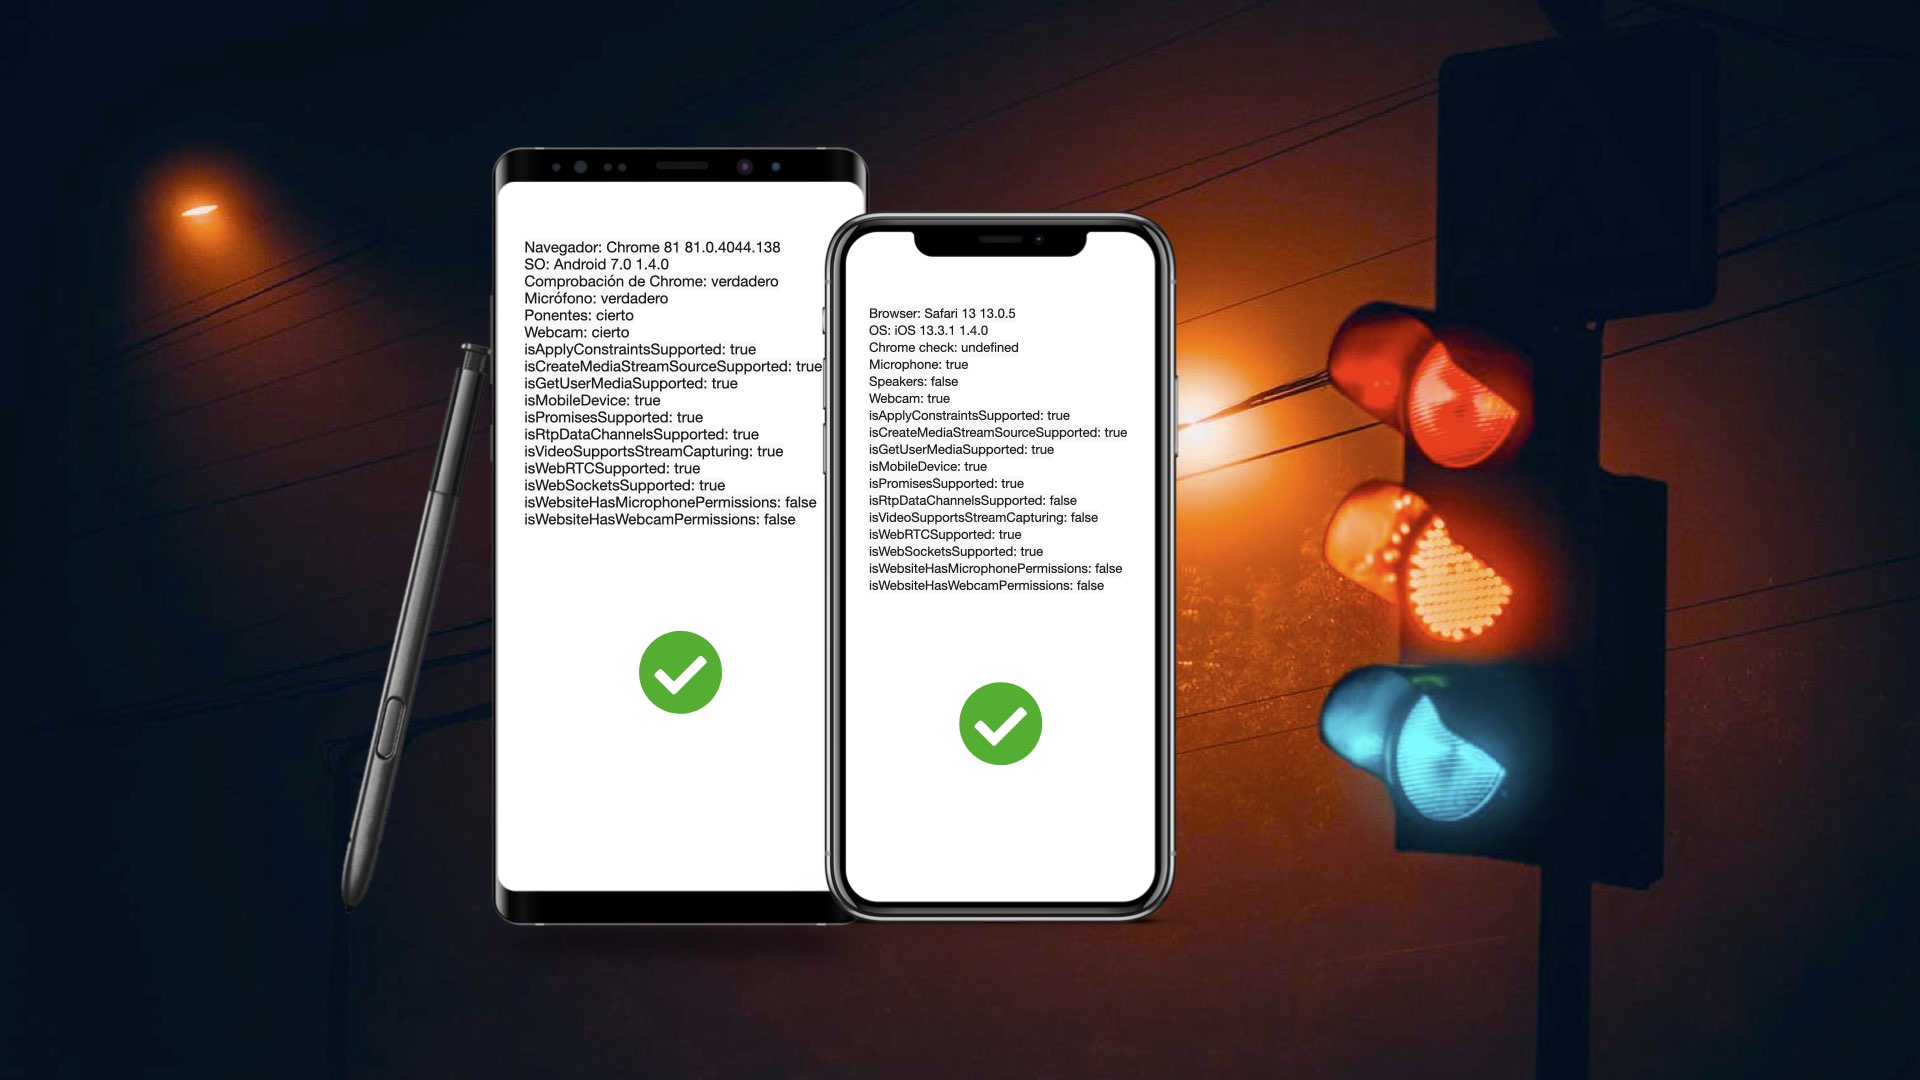 Navegador: Chrome 81 81.0.4044.138
SO: Android 7.0 1.4.0
Comprobación de Chrome: verdadero
Micrófono: verdadero
Ponentes: cierto
Webcam: cierto
isApplyConstraintsSupported: true
isCreateMediaStreamSourceSupported: true
isGetUserMediaSupported: true
isMobileDevice: true
isPromisesSupported: true
isRtpDataChannelsSupported: true
isVideoSupportsStreamCapturing: true
isWebRTCSupported: true
isWebSocketsSupported: true
isWebsiteHasMicrophonePermissions: false
isWebsiteHasWebcamPermissions: false
Browser: Safari 13 13.0.5
OS: iOS 13.3.1 1.4.0
Chrome check: undefined
Microphone: true
Speakers: false
Webcam: true
isApplyConstraintsSupported: true
isCreateMediaStreamSourceSupported: true
isGetUserMediaSupported: true
isMobileDevice: true
isPromisesSupported: true
isRtpDataChannelsSupported: false
isVideoSupportsStreamCapturing: false
isWebRTCSupported: true
isWebSocketsSupported: true
isWebsiteHasMicrophonePermissions: false
isWebsiteHasWebcamPermissions: false